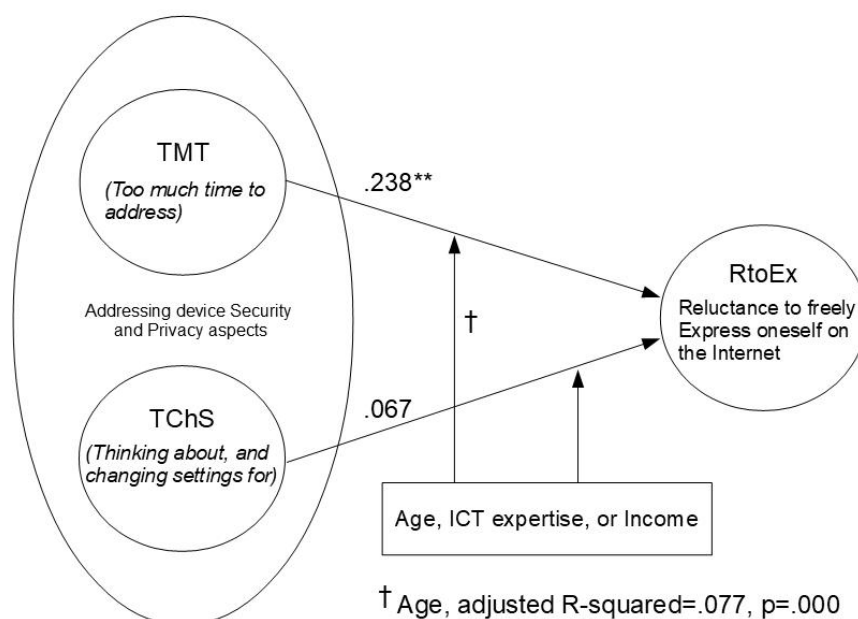 TMT
(Too much time to
address)
.238**
Addressing device Security
and Privacy aspects
†
RtoEx
Reluctance to freely
Express oneself on
the Internet
TChS
(Thinking about, and
changing settings for)
.067
Age, ICT expertise, or Income
† Age, adjusted R-squared=.077, p=.000